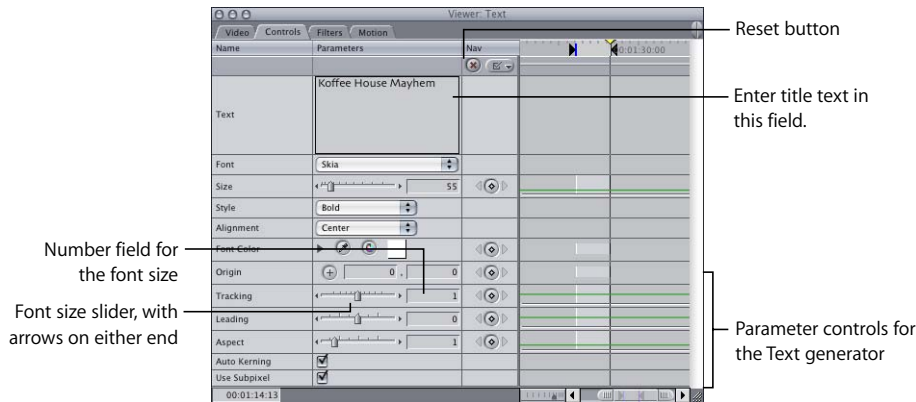 Viewer: Text
Video Controls Filters Motion
Name Parameters Nav
0:01:30:00
Reset button
Text
Koffee House Mayhem
Enter title text in
this field.
Font Skia
Size 55
Style Bold
Alignment Center
Font Color
Number field for
the font size
Origin 0 , 0
Tracking 1
Font size slider, with
arrows on either end
Leading 0
Aspect 1
Parameter controls for
the Text generator
Auto Kerning
Use Subpixel
00:01:14:13